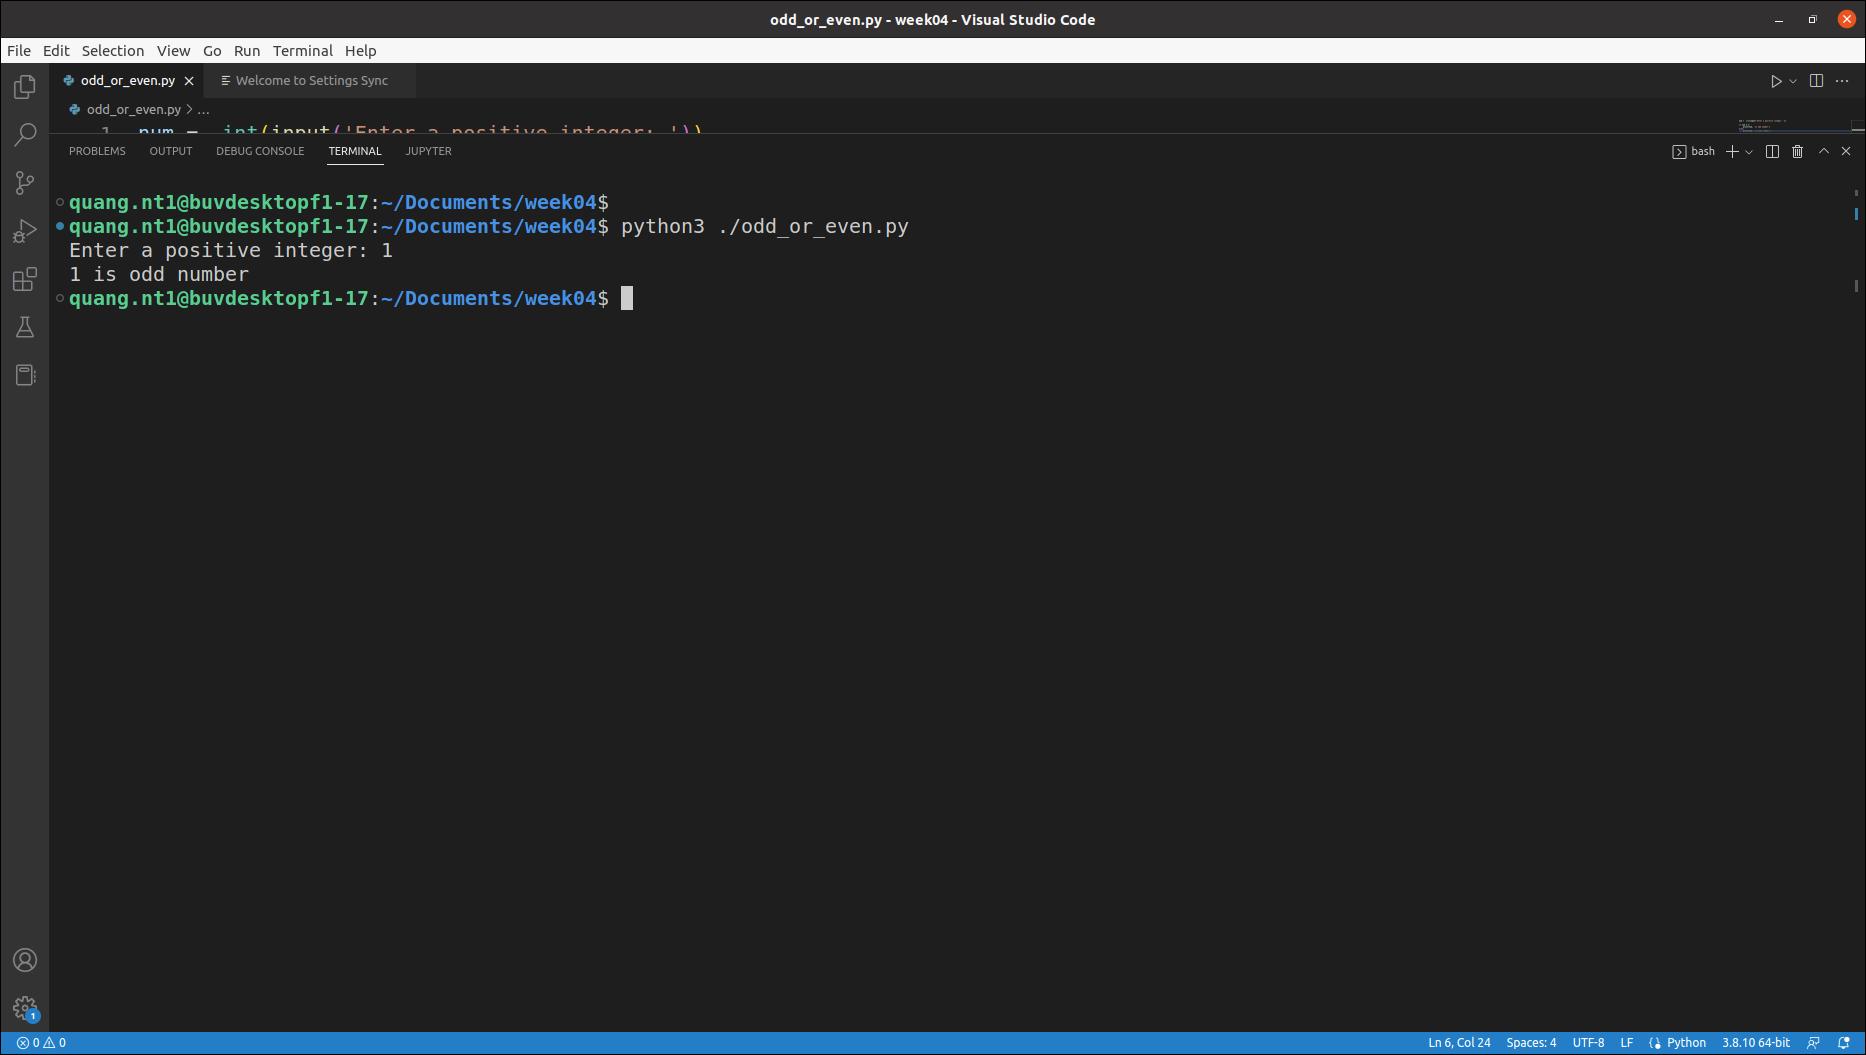 odd_or_even.py - week04 - Visual Studio Code
File Edit Selection View Go Run Terminal Help
odd_or_even.py Welcome to Settings Sync
odd_or_even.py > ...
1 num = int(input('Enter a positive integer: '))
PROBLEMS OUTPUT DEBUG CONSOLE TERMINAL JUPYTER bash
quang.nt1@buvdesktopf1-17:~/Documents/week04$
quang.nt1@buvdesktopf1-17:~/Documents/week04$ python3 ./odd_or_even.py
Enter a positive integer: 1
1 is odd number
quang.nt1@buvdesktopf1-17:~/Documents/week04$
1
0 0 Ln 6, Col 24 Spaces: 4 UTF-8 LF Python 3.8.10 64-bit